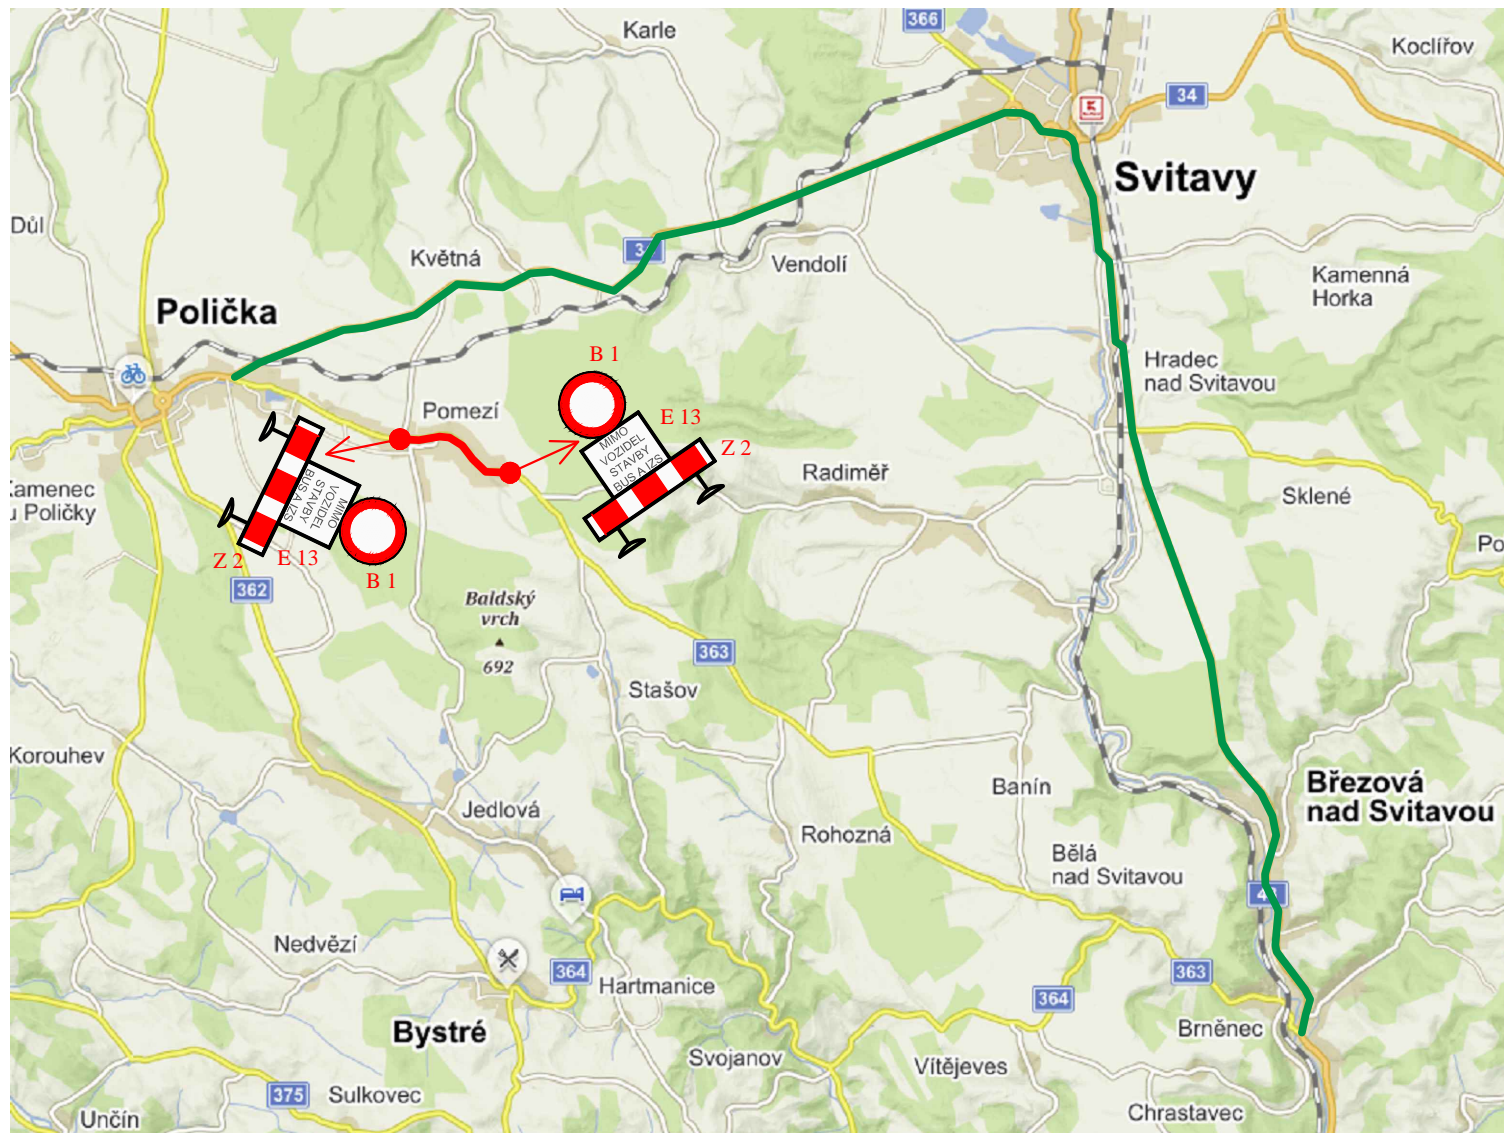 366
Karle
Koclířov
34
Svitavy
Důl
Květná
Vendolí
Kamenná
Horka
Polička
Hradec
nad Svitavou
B 1
Pomezí
E 13
MIMO
VOZIDEL
STAVBY
BUS A IZS
Z 2
Radiměř
Kamenec
u Poličky
Sklené
MIMO
VOZIDEL
STAVBY
BUS A IZS
Z 2
E 13
B 1
362
Baldský
vrch
692
363
Stašov
Korouhev
Banín
Březová
nad Svitavou
Jedlová
Rohozná
Bělá
nad Svitavou
Nedvězí
364
Hartmanice
363
364
Bystré
Brněnec
Svojanov
Vítějeves
375
Sulkovec
Unčín
Chrastavec